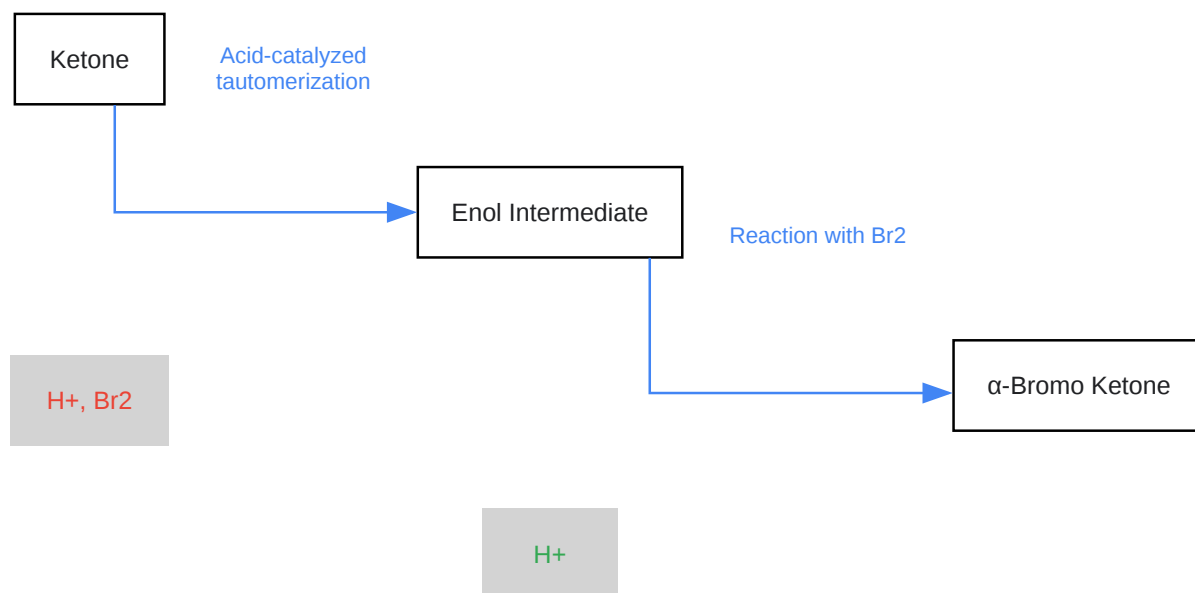 Ketone
Acid-catalyzed
tautomerization
Enol Intermediate
Reaction with Br2
α-Bromo Ketone
H+, Br2
H+